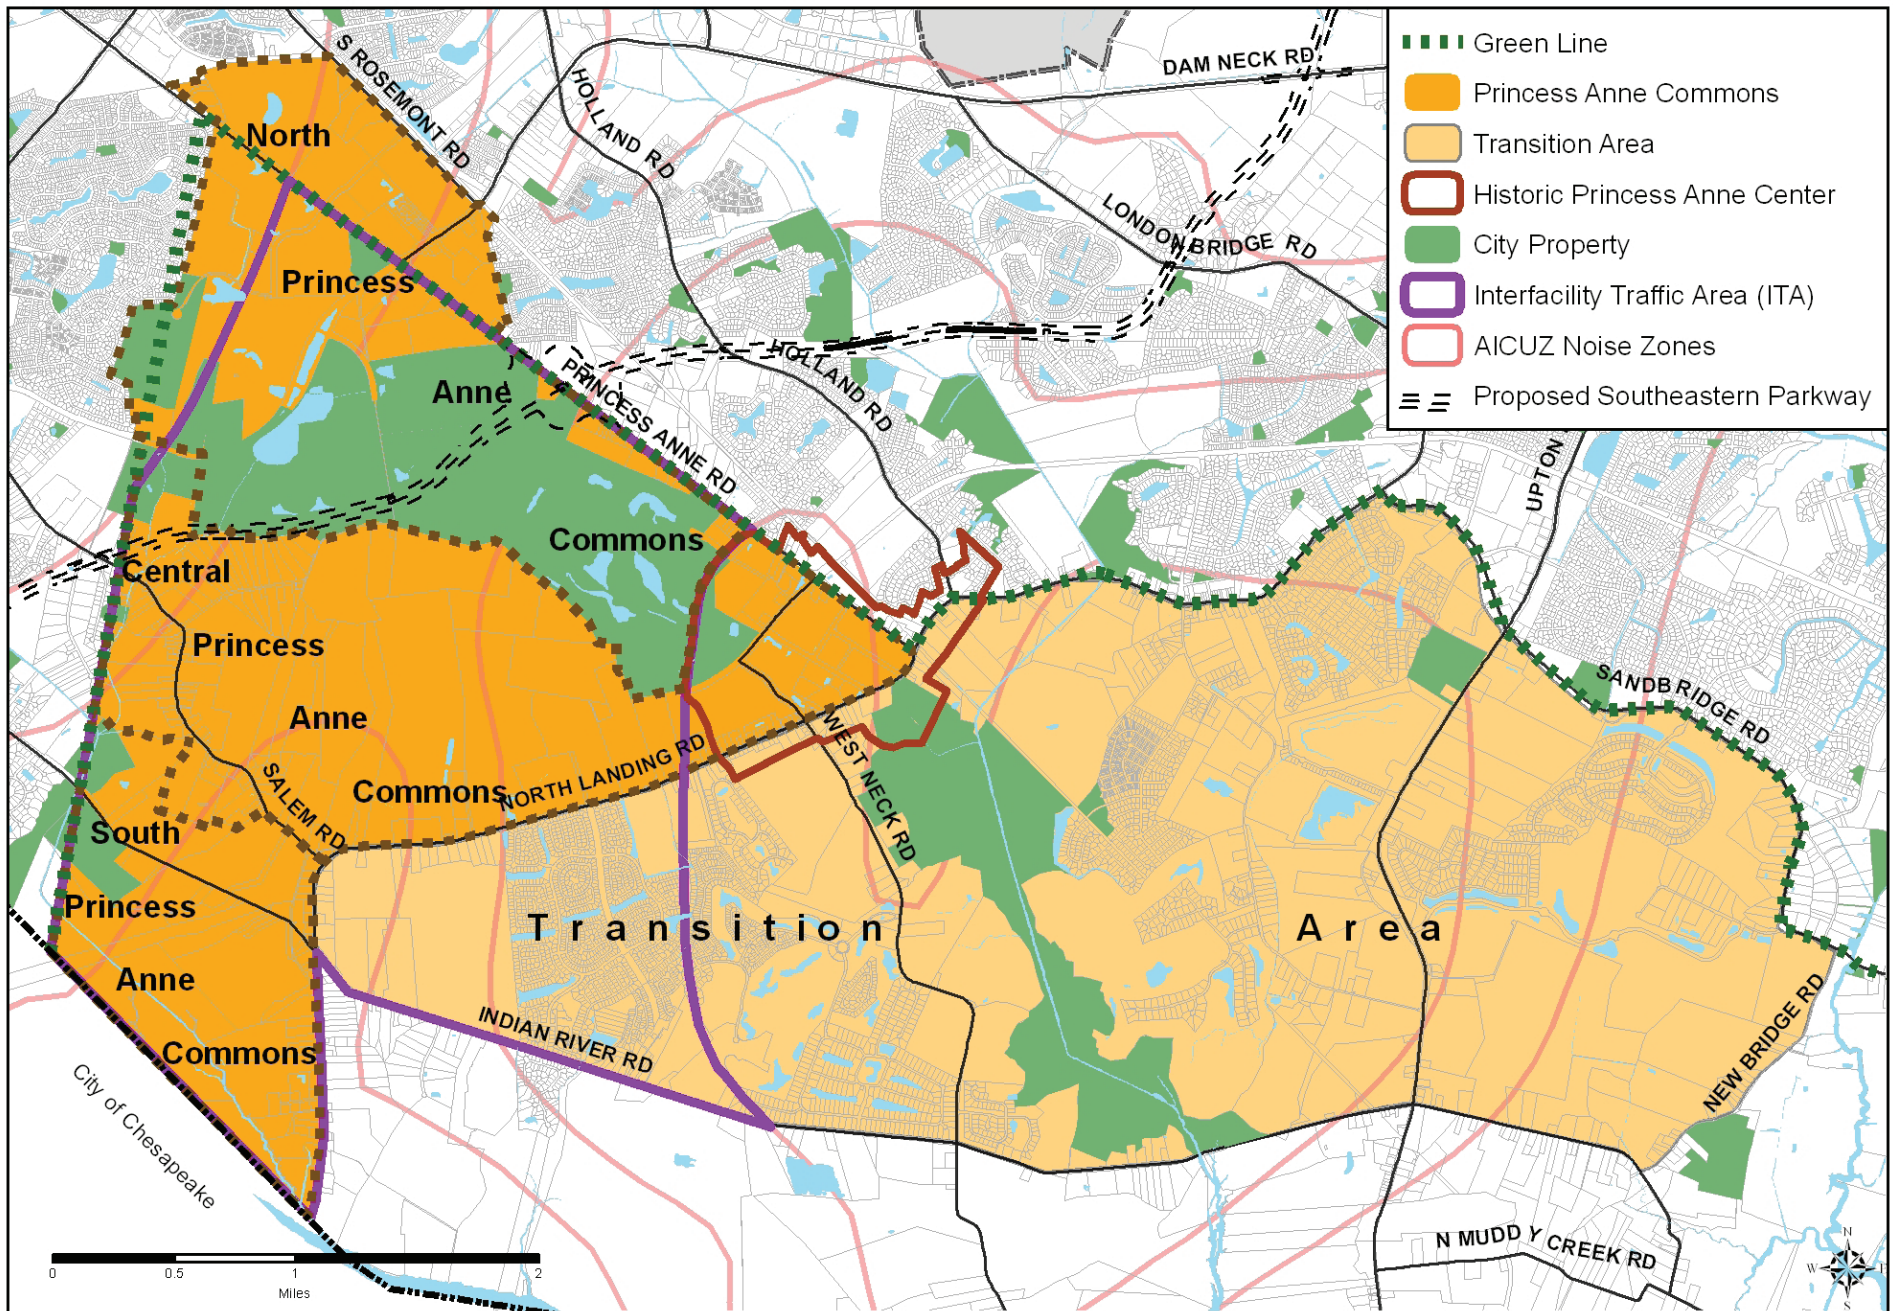 Green Line
Princess Anne Commons
Transition Area
Historic Princess Anne Center
City Property
Interfacility Traffic Area (ITA)
AICUZ Noise Zones
Proposed Southeastern Parkway
S ROSEMONT RD
HOLLAND RD
DAM NECK RD
LONDON BRIDGE RD
HOLLAND RD
PRINCESS ANNE RD
UPTON
SANDBRIDGE RD
North
Princess
Anne
Commons
Central
Princess
Anne
Commons
NORTH LANDING RD
WEST NECK RD
SALEM RD
South
Princess
Anne
Commons
Transition Area
INDIAN RIVER RD
NEW BRIDGE RD
City of Chesapeake
N MUDDY CREEK RD
0 0.5 1 2
Miles
N
W E
S